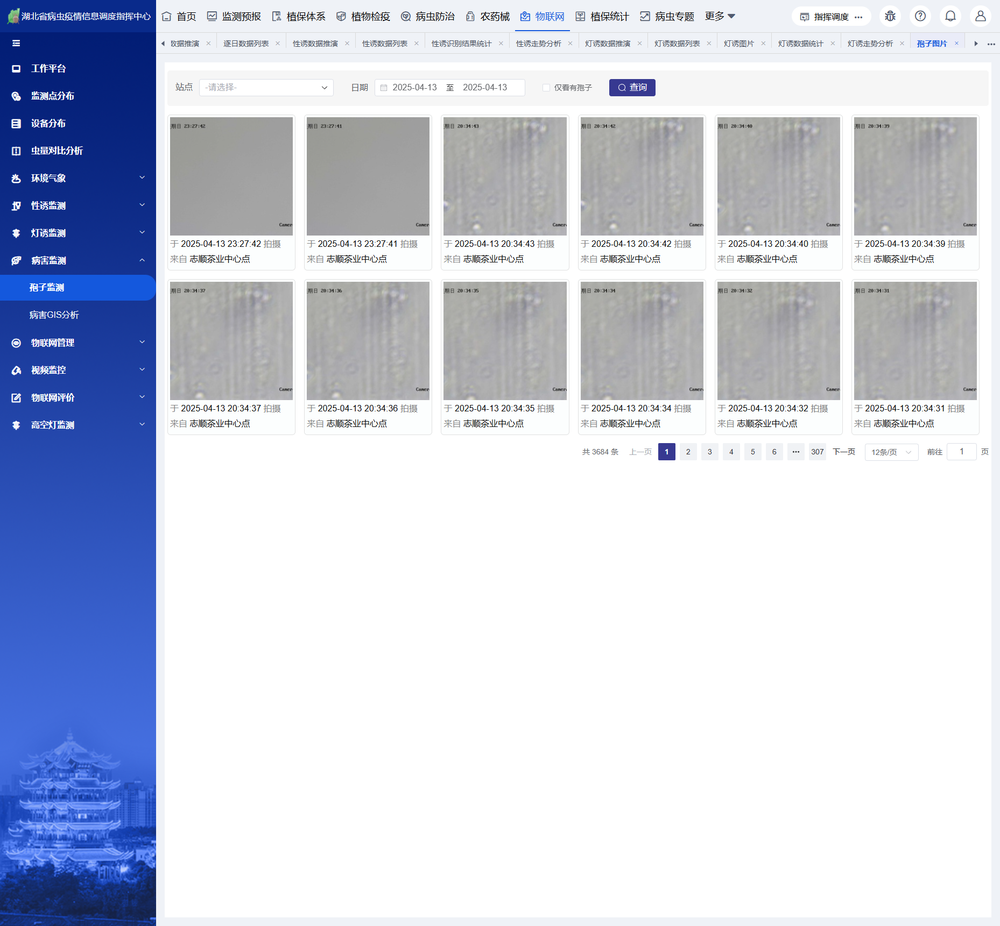 湖北省病虫疫情信息调度指挥中心
首页 监测预报 植保体系 植物检疫 病虫防治 农药械 物联网 植保统计 病虫专题 更多 指挥调度
数据推演 逐日数据列表 性诱数据推演 性诱数据列表 性诱识别结果统计 性诱走势分析 灯诱数据推演 灯诱数据列表 灯诱图片 灯诱数据统计 灯诱走势分析 孢子图片
工作平台
监测点分布
设备分布
虫量对比分析
环境气象
性诱监测
灯诱监测
病害监测
孢子监测
病害GIS分析
物联网管理
视频监控
物联网评价
高空灯监测
站点 -请选择- 日期 2025-04-13 至 2025-04-13 仅看有孢子 查询
期日 23:27:42 期日 23:27:41 期日 20:34:43 期日 20:34:42 期日 20:34:40 期日 20:34:39
Camer Camer Camer Camer Camer Camer
于 2025-04-13 23:27:42 拍摄 于 2025-04-13 23:27:41 拍摄 于 2025-04-13 20:34:43 拍摄 于 2025-04-13 20:34:42 拍摄 于 2025-04-13 20:34:40 拍摄 于 2025-04-13 20:34:39 拍摄
来自 志顺茶业中心点 来自 志顺茶业中心点 来自 志顺茶业中心点 来自 志顺茶业中心点 来自 志顺茶业中心点 来自 志顺茶业中心点
期日 20:34:37 期日 20:34:36 期日 20:34:35 期日 20:34:34 期日 20:34:32 期日 20:34:31
Camer Camer Camer Camer Camer Camer
于 2025-04-13 20:34:37 拍摄 于 2025-04-13 20:34:36 拍摄 于 2025-04-13 20:34:35 拍摄 于 2025-04-13 20:34:34 拍摄 于 2025-04-13 20:34:32 拍摄 于 2025-04-13 20:34:31 拍摄
来自 志顺茶业中心点 来自 志顺茶业中心点 来自 志顺茶业中心点 来自 志顺茶业中心点 来自 志顺茶业中心点 来自 志顺茶业中心点
共 3684 条 上一页 1 2 3 4 5 6 ··· 307 下一页 12条/页 前往 1 页